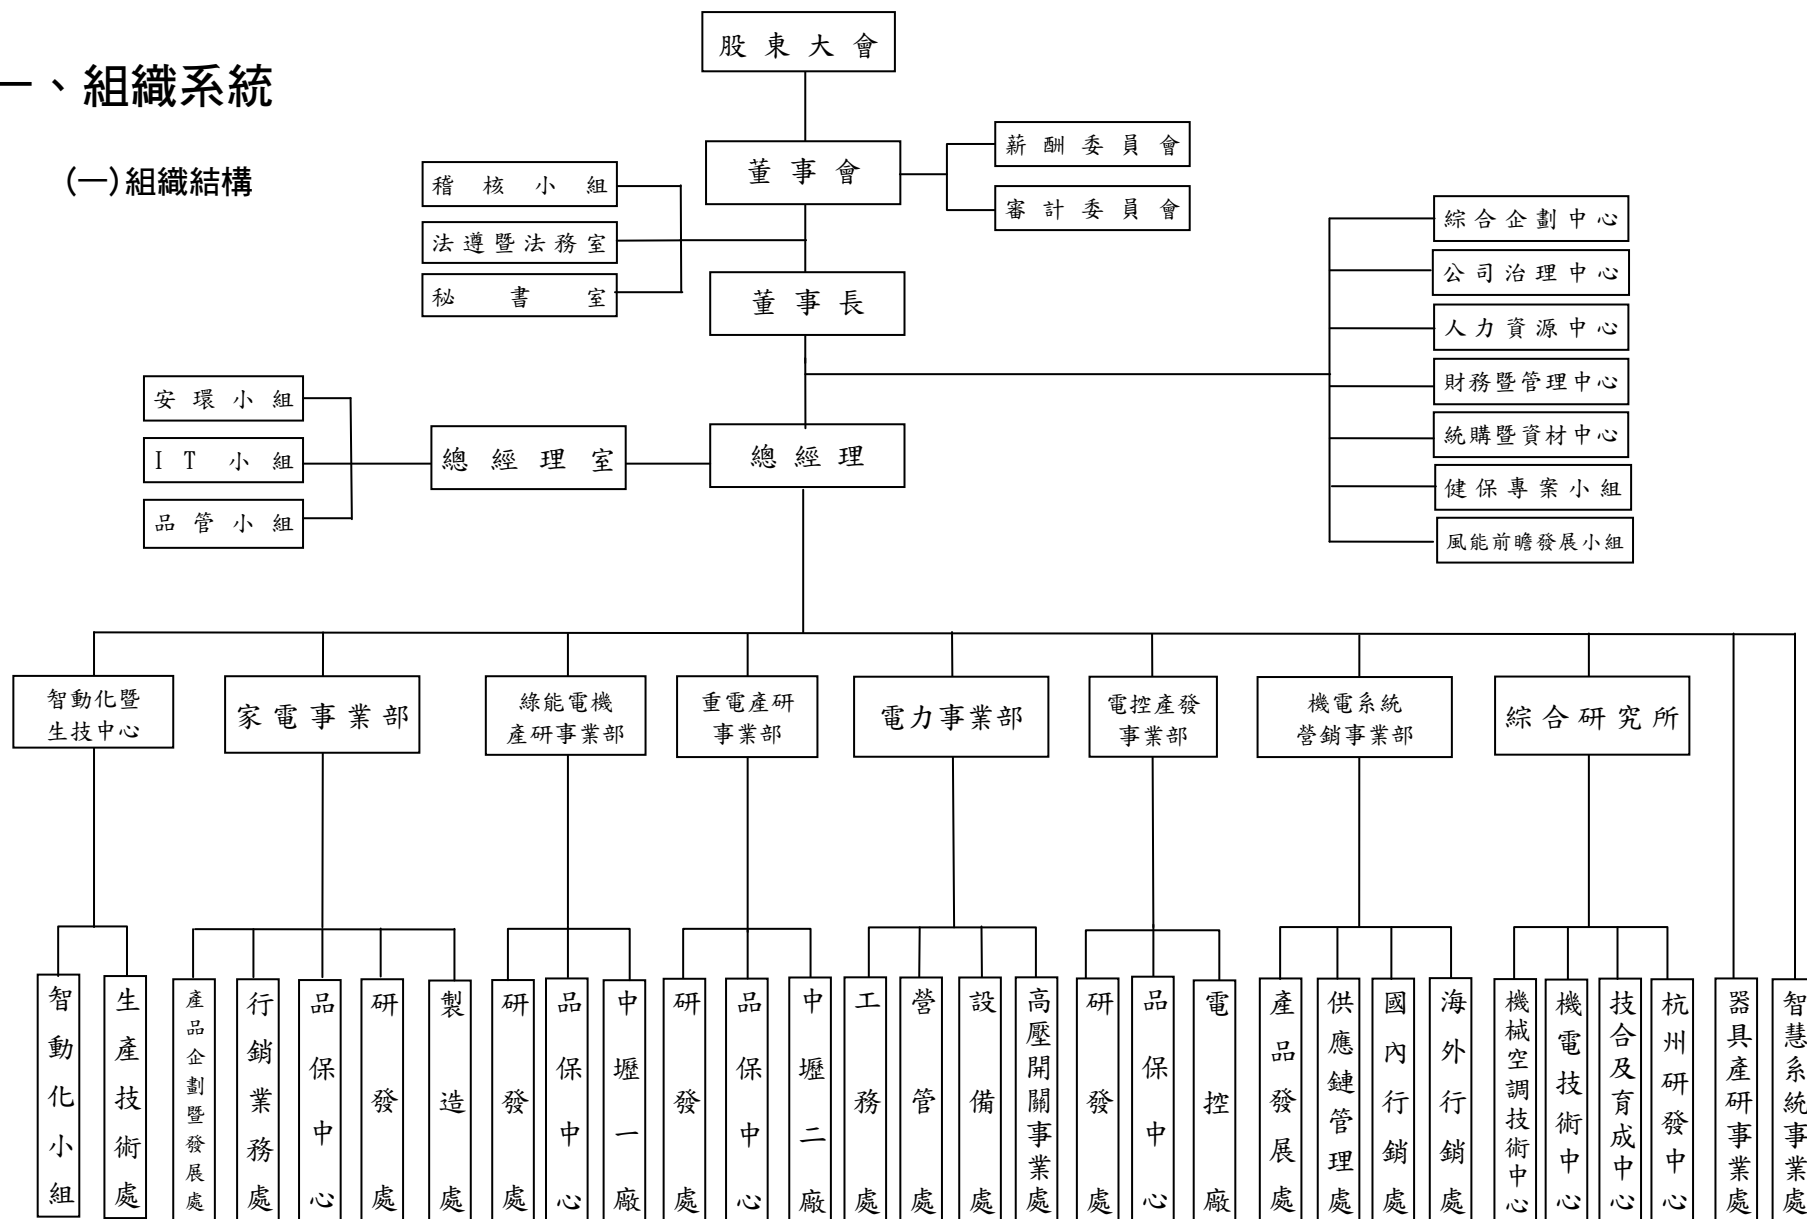 一、組織系統
(一)組織結構
股東大會
董事會
薪酬委員會
審計委員會
稽核小組
法遵暨法務室
秘書室
董事長
綜合企劃中心
公司治理中心
人力資源中心
財務暨管理中心
統購暨資材中心
健保專案小組
風能前瞻發展小組
安環小組
IT小組
品管小組
總經理室
總經理
智動化暨
生技中心
家電事業部
綠能電機
產研事業部
重電產研
事業部
電力事業部
電控產發
事業部
機電系統
營銷事業部
綜合研究所
智動化小組
生產技術處
產品企劃暨發展處
行銷業務處
品保中心
研發處
製造處
研發處
品保中心
中壢一廠
研發處
品保中心
中壢二廠
工務處
營管處
設備處
高壓開關事業處
研發處
品保中心
電控廠
產品發展處
供應鏈管理處
國內行銷處
海外行銷處
機械空調技術中心
機電技術中心
技合及育成中心
杭州研發中心
器具產研事業處
智慧系統事業處